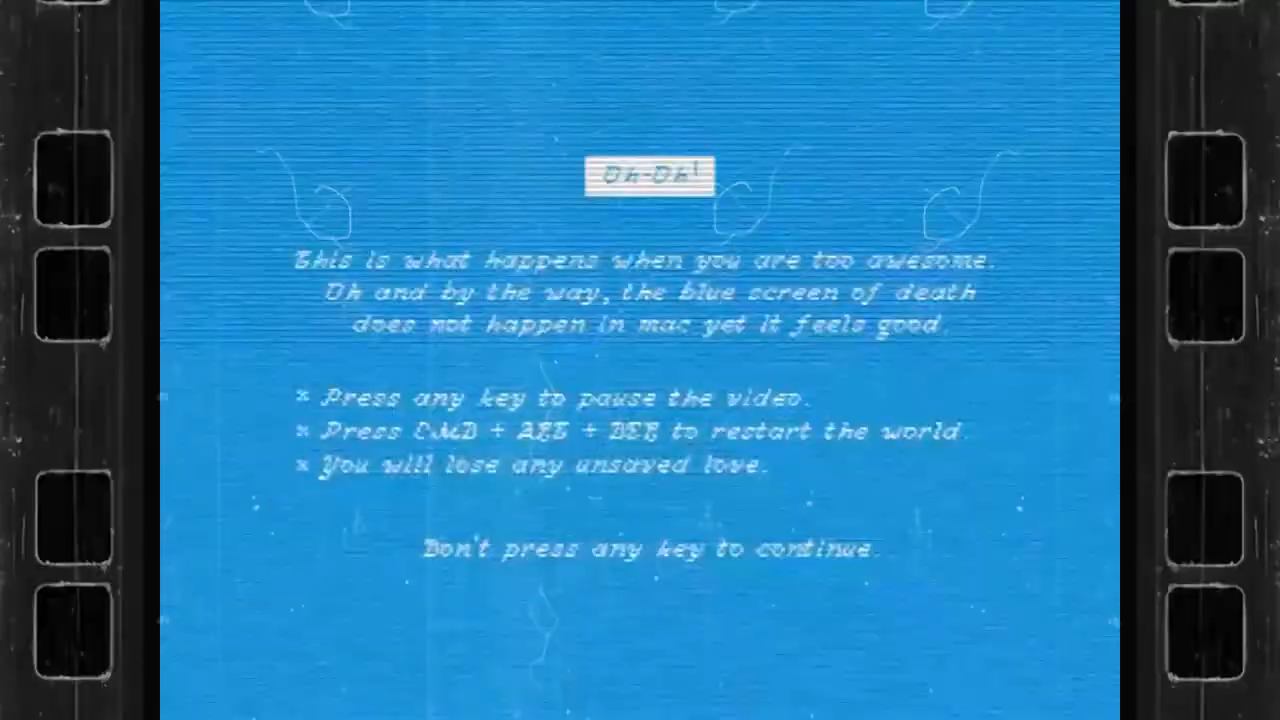 Oh-Oh!
This is what happens when you are too awesome.
Oh and by the way, the blue screen of death
does not happen in mac yet it feels good.
* Press any key to pause the video.
* Press CMD + ALT + DEL to restart the world.
* You will lose any unsaved love.
Don't press any key to continue.